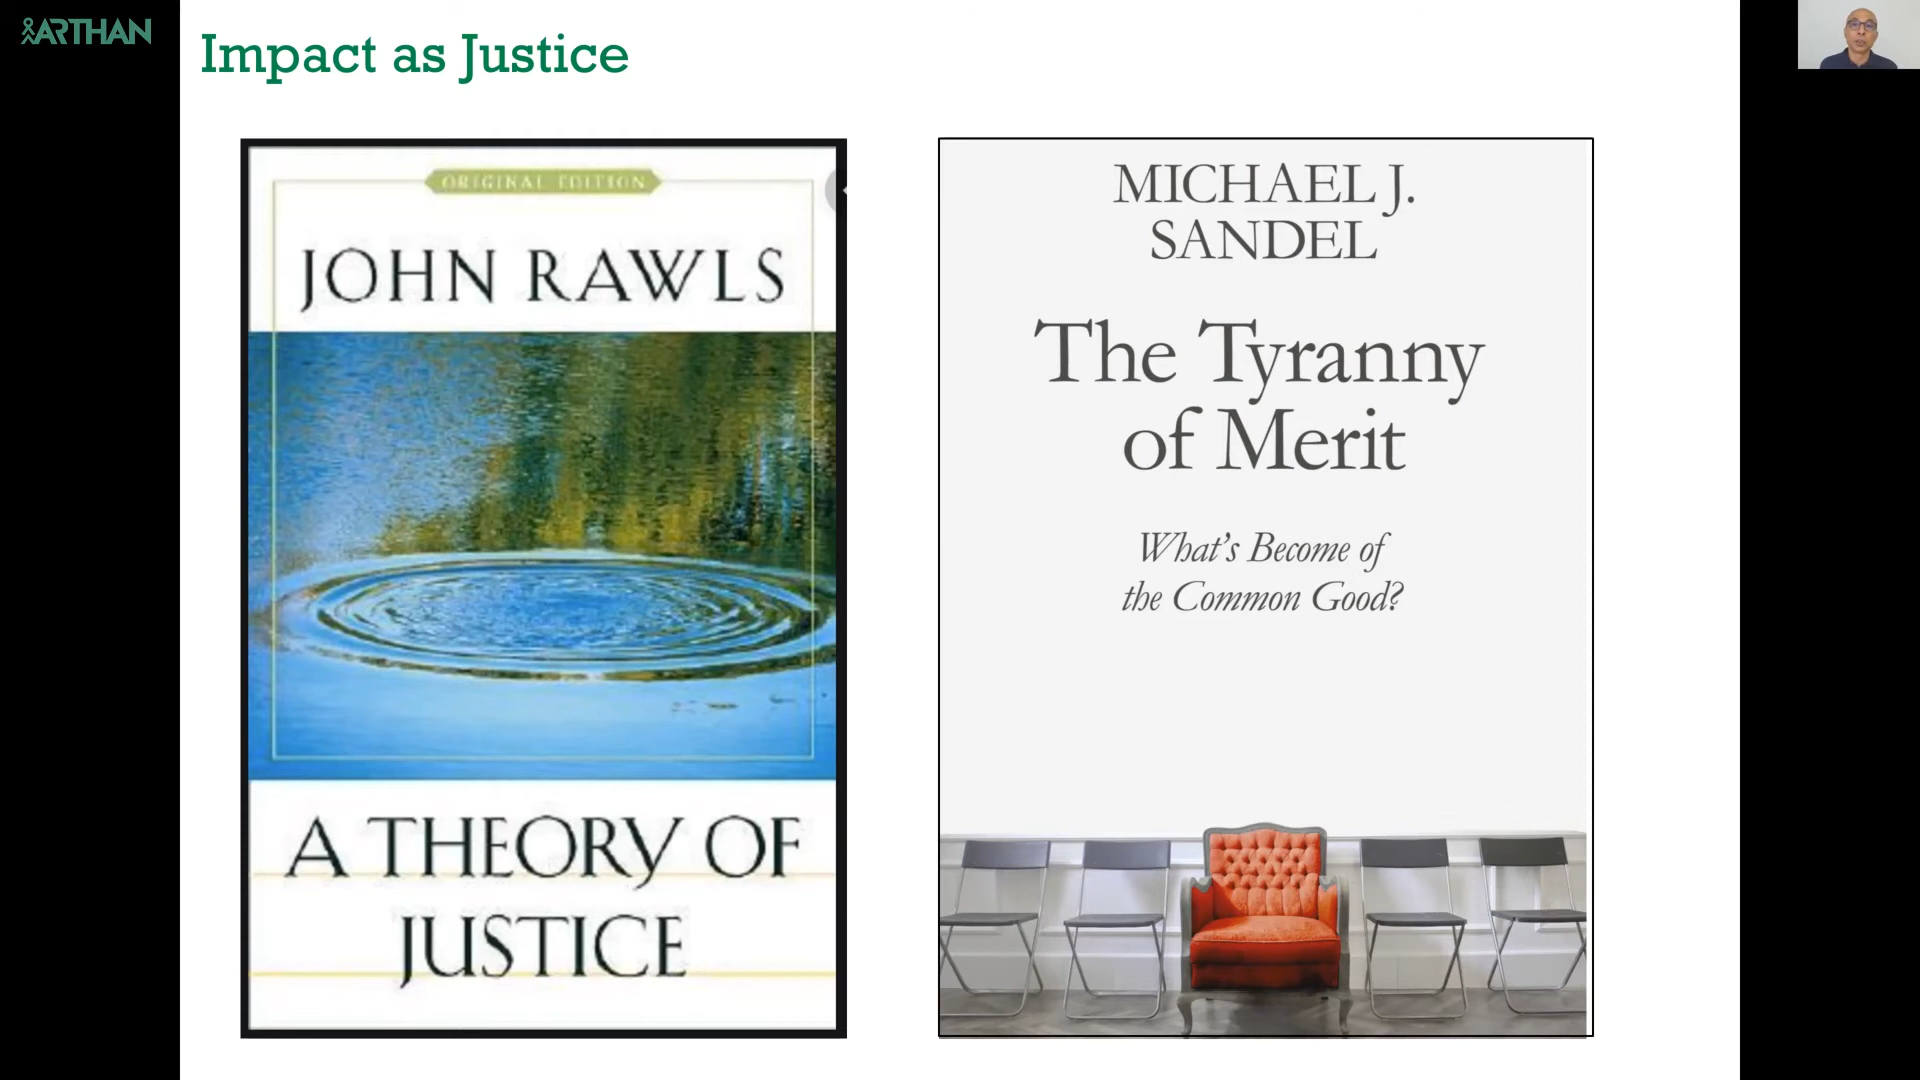 ARTHAN
Impact as Justice
ORIGINAL EDITION
JOHN RAWLS
A THEORY OF
JUSTICE
MICHAEL J.
SANDEL
The Tyranny
of Merit
What's Become of
the Common Good?